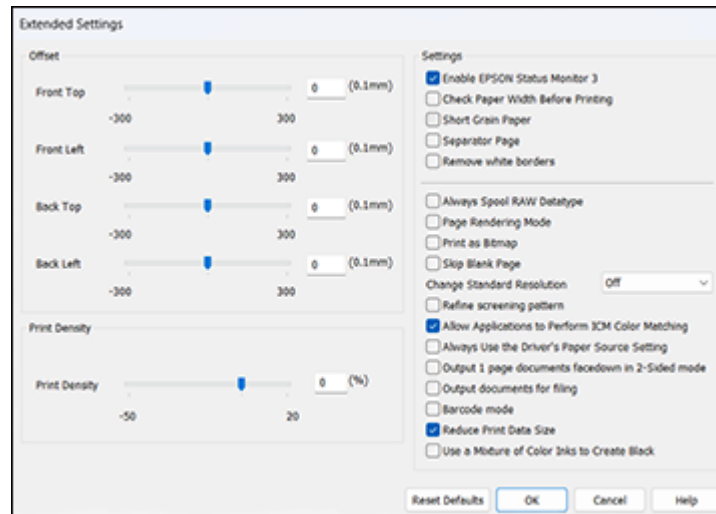 Extended Settings
Offset
Front Top
0 (0.1mm)
-300 300
Front Left
0 (0.1mm)
-300 300
Back Top
0 (0.1mm)
-300 300
Back Left
0 (0.1mm)
-300 300
Print Density
Print Density
0 (%)
-50 20
Settings
Enable EPSON Status Monitor 3
Check Paper Width Before Printing
Short Grain Paper
Separator Page
Remove white borders
Always Spool RAW Datatype
Page Rendering Mode
Print as Bitmap
Skip Blank Page
Change Standard Resolution Off
Refine screening pattern
Allow Applications to Perform ICM Color Matching
Always Use the Driver's Paper Source Setting
Output 1 page documents facedown in 2-Sided mode
Output documents for filing
Barcode mode
Reduce Print Data Size
Use a Mixture of Color Inks to Create Black
Reset Defaults OK Cancel Help